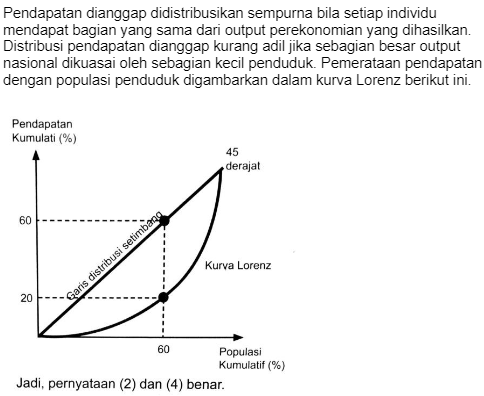 Pendapatan dianggap didistribusikan sempurna bila setiap individu
mendapat bagian yang sama dari output perekonomian yang dihasilkan.
Distribusi pendapatan dianggap kurang adil jika sebagian besar output
nasional dikuasai oleh sebagian kecil penduduk. Pemerataan pendapatan
dengan populasi penduduk digambarkan dalam kurva Lorenz berikut ini.
Pendapatan
Kumulati (%)
45
derajat
60
Garis distribusi setimbang
Kurva Lorenz
20
60
Populasi
Kumulatif (%)
Jadi, pernyataan (2) dan (4) benar.